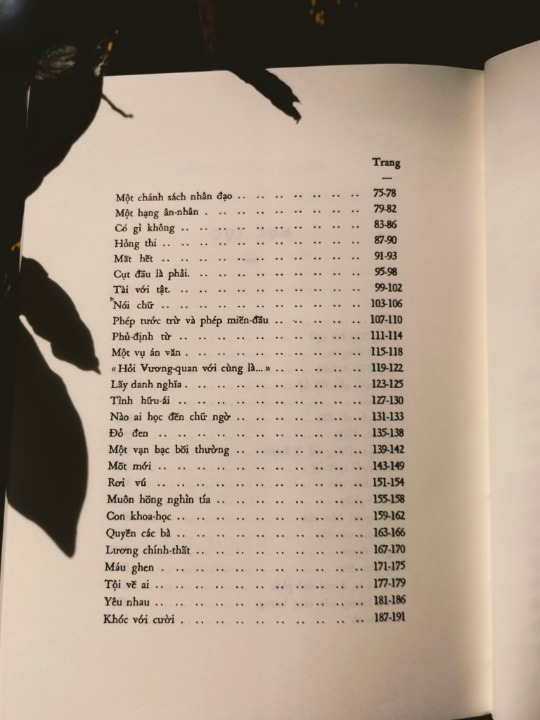 Trang
Một chánh sách nhân đạo .. .. .. .. .. .. .. 75-78
Một hạng ân-nhân . .. .. .. .. .. .. .. 79-82
Có gì không .. .. .. .. .. .. .. .. .. 83-86
Hỏng thi .. .. .. .. .. .. .. .. .. .. 87-90
Mất hết .. .. .. .. .. .. .. .. .. .. 91-93
Cụt đầu là phải. .. .. .. .. .. .. .. .. 95-98
Tài với tật. .. .. .. .. .. .. .. .. .. 99-102
Nói chữ .. .. .. .. .. .. .. .. .. .. 103-106
Phép tước trừ và phép miễn-đấu .. .. .. .. .. 107-110
Phủ-định từ .. .. .. .. .. .. .. .. .. 111-114
Một vụ án văn . .. .. .. .. .. .. .. .. 115-118
« Hỏi Vương-quan với cùng là... » .. .. .. .. .. 119-122
Lấy danh nghĩa . .. .. .. .. .. .. .. .. 123-125
Tình hữu-ái .. .. .. .. .. .. .. .. .. 127-130
Nào ai học đến chữ ngờ .. .. .. .. .. .. .. 131-133
Đỏ đen .. .. .. .. .. .. .. .. .. .. 135-138
Một vạn bạc bồi thường .. .. .. .. .. .. .. 139-142
Mốt mới .. .. .. .. .. .. .. .. .. .. 143-149
Rơi vú .. .. .. .. .. .. .. .. .. .. 151-154
Muôn hồng nghìn tía .. .. .. .. .. .. .. .. 155-158
Con khoa-học .. .. .. .. .. .. .. .. .. 159-162
Quyền các bà .. .. .. .. .. .. .. .. .. 163-166
Lương chính-thất .. .. .. .. .. .. .. .. 167-170
Máu ghen . .. .. .. .. .. .. .. .. .. 171-175
Tội về ai .. .. .. .. .. .. .. .. .. .. 177-179
Yêu nhau .. .. .. .. .. .. .. .. .. .. 181-186
Khóc với cười . .. .. .. .. .. .. .. .. 187-191